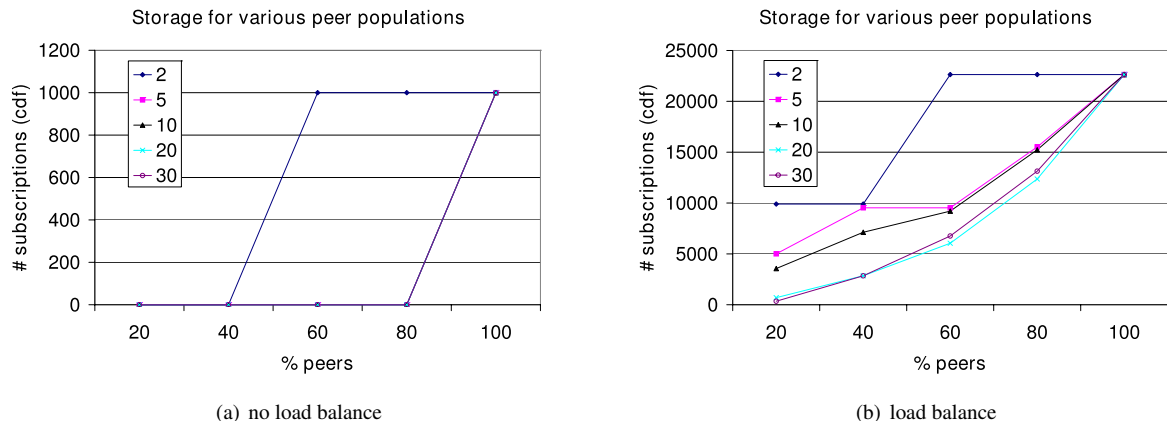 Storage for various peer populations
# subscriptions (cdf)
1200
1000
800
600
400
200
0
2
5
10
20
30
20 40 60 80 100
% peers
(a) no load balance
Storage for various peer populations
# subscriptions (cdf)
25000
20000
15000
10000
5000
0
2
5
10
20
30
20 40 60 80 100
% peers
(b) load balance